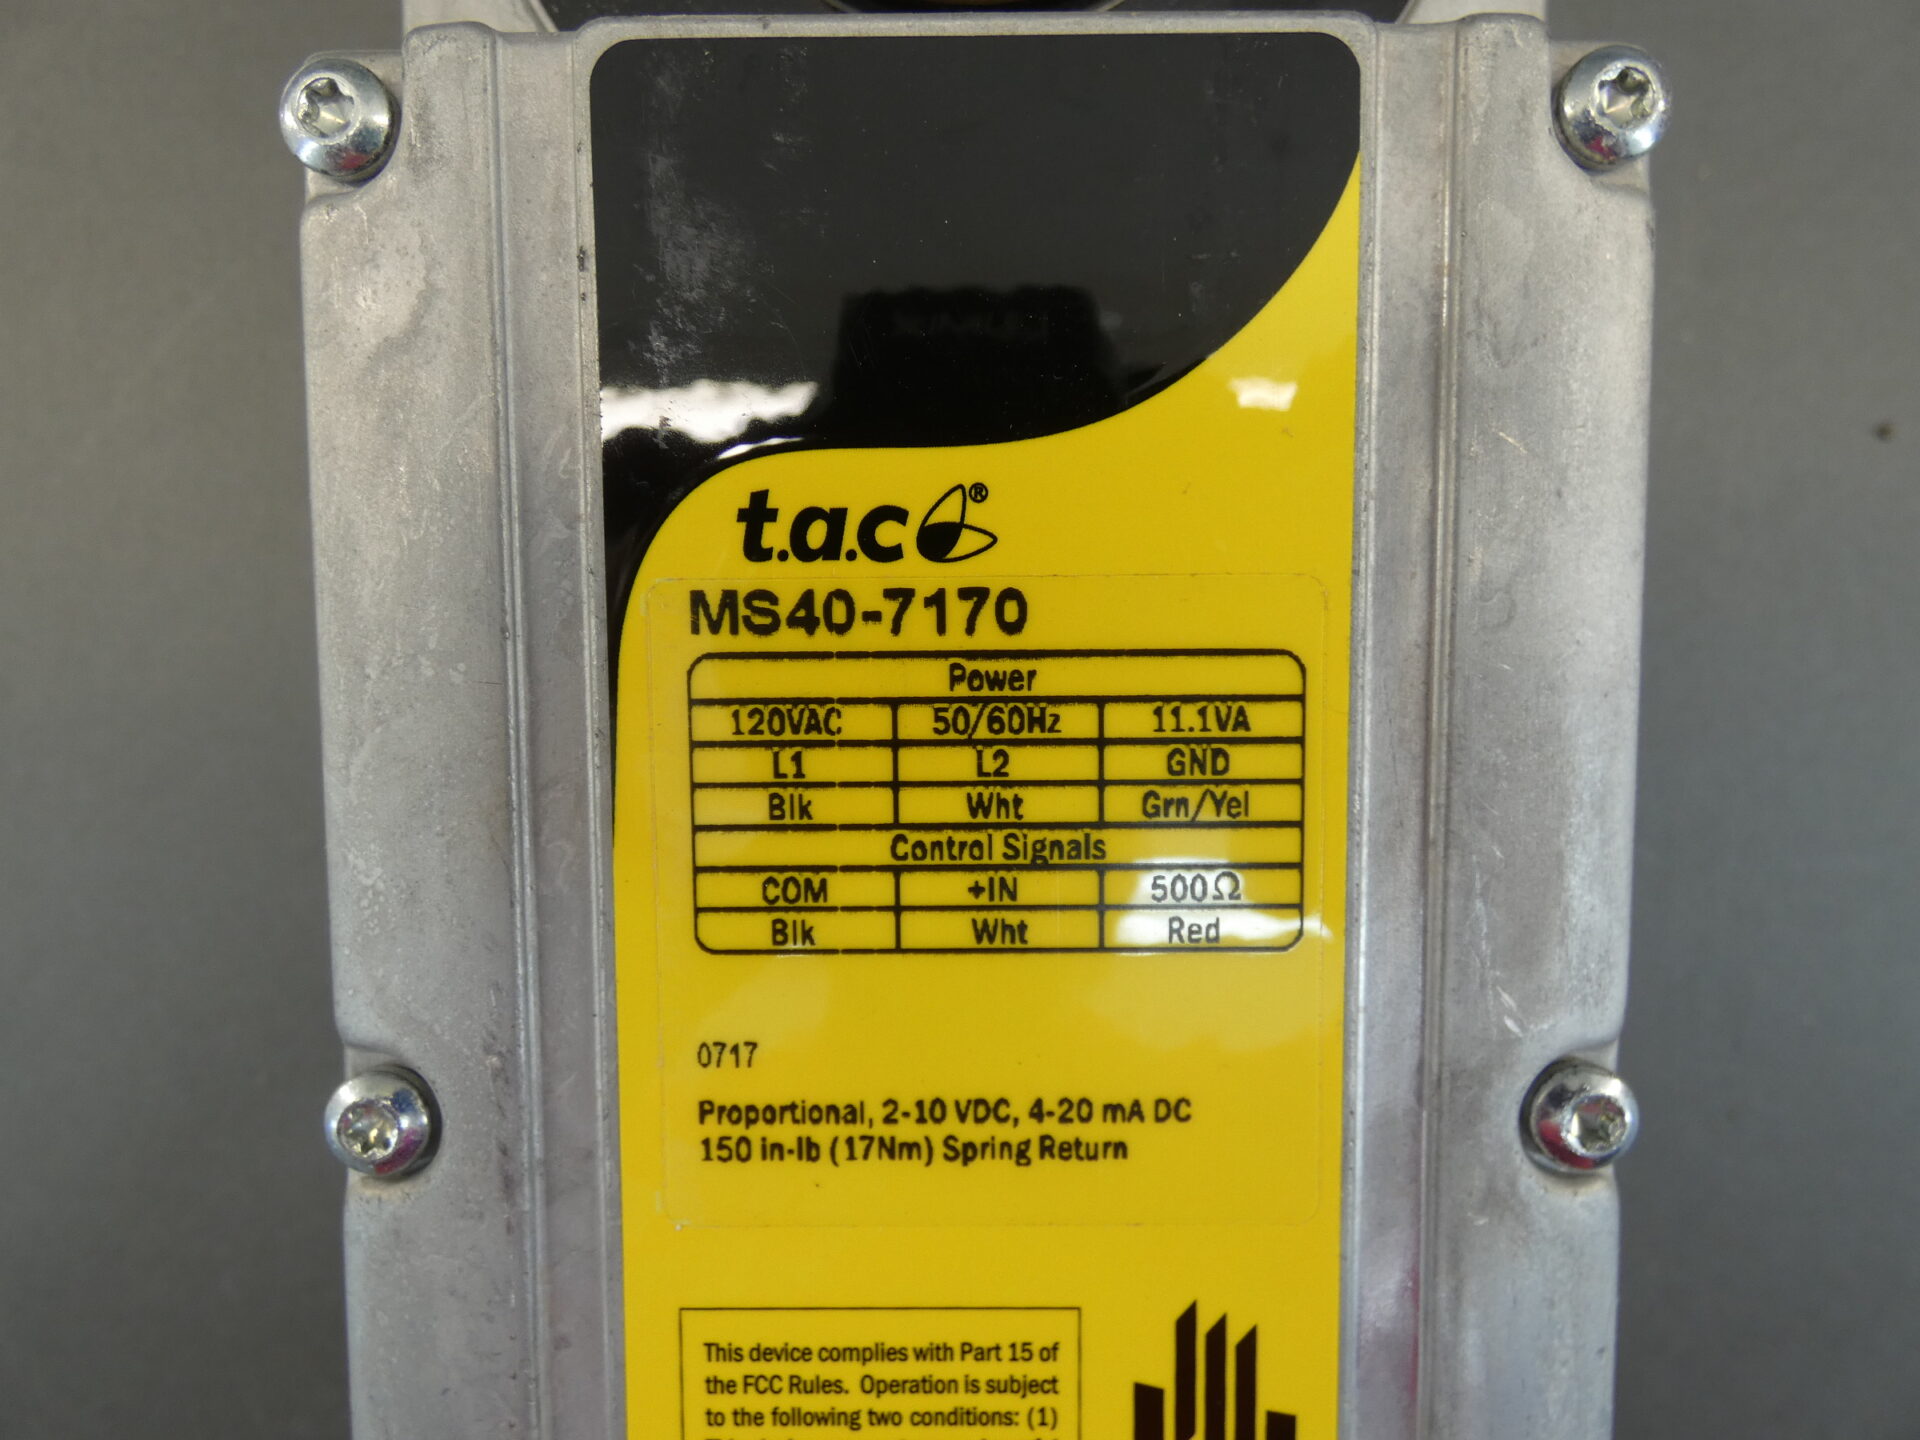 t.a.c®
MS40-7170
Power
120VAC 50/60Hz 11.1VA
L1 L2 GND
Blk Wht Grn/Yel
Control Signals
COM +IN 500Ω
Blk Wht Red
0717
Proportional, 2-10 VDC, 4-20 mA DC
150 in-lb (17Nm) Spring Return
This device complies with Part 15 of
the FCC Rules. Operation is subject
to the following two conditions: (1)